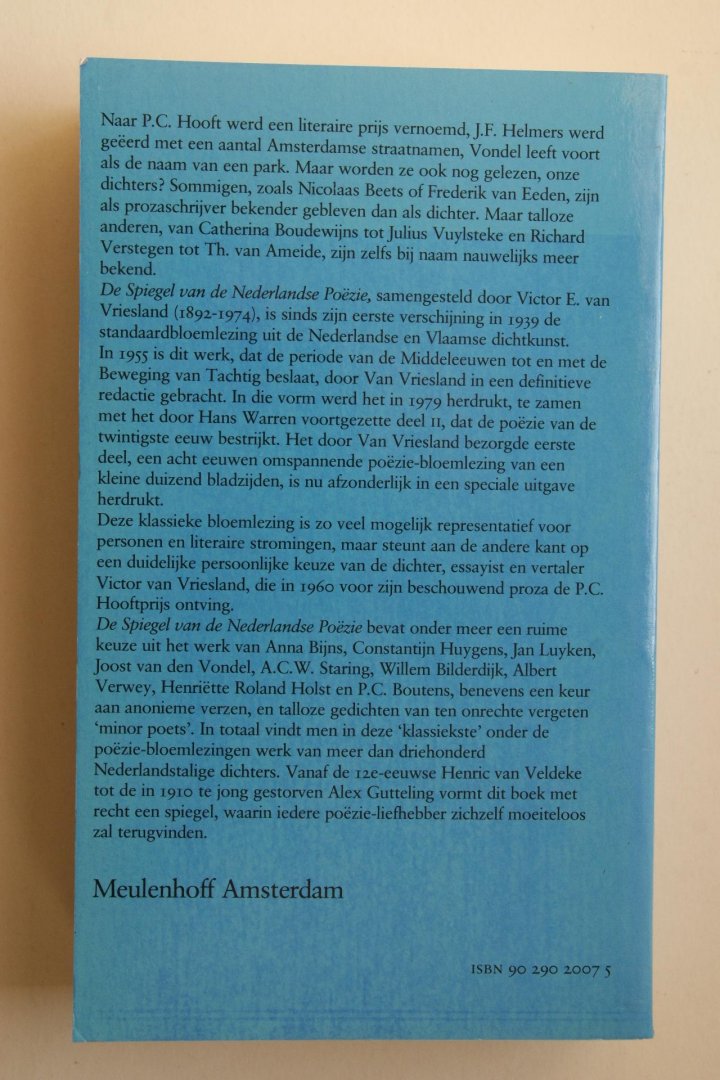 Naar P.C. Hooft werd een literaire prijs vernoemd, J.F. Helmers werd
geëerd met een aantal Amsterdamse straatnamen, Vondel leeft voort
als de naam van een park. Maar worden ze ook nog gelezen, onze
dichters? Sommigen, zoals Nicolaas Beets of Frederik van Eeden, zijn
als prozaschrijver bekender gebleven dan als dichter. Maar talloze
anderen, van Catherina Boudewijns tot Julius Vuylsteke en Richard
Verstegen tot Th. van Ameide, zijn zelfs bij naam nauwelijks meer
bekend.
De Spiegel van de Nederlandse Poëzie, samengesteld door Victor E. van
Vriesland (1892-1974), is sinds zijn eerste verschijning in 1939 de
standaardbloemlezing uit de Nederlandse en Vlaamse dichtkunst.
In 1955 is dit werk, dat de periode van de Middeleeuwen tot en met de
Beweging van Tachtig beslaat, door Van Vriesland in een definitieve
redactie gebracht. In die vorm werd het in 1979 herdrukt, te zamen
met het door Hans Warren voortgezette deel II, dat de poëzie van de
twintigste eeuw bestrijkt. Het door Van Vriesland bezorgde eerste
deel, een acht eeuwen omspannende poëzie-bloemlezing van een
kleine duizend bladzijden, is nu afzonderlijk in een speciale uitgave
herdrukt.
Deze klassieke bloemlezing is zo veel mogelijk representatief voor
personen en literaire stromingen, maar steunt aan de andere kant op
een duidelijke persoonlijke keuze van de dichter, essayist en vertaler
Victor van Vriesland, die in 1960 voor zijn beschouwend proza de P.C.
Hooftprijs ontving.
De Spiegel van de Nederlandse Poëzie bevat onder meer een ruime
keuze uit het werk van Anna Bijns, Constantijn Huygens, Jan Luyken,
Joost van den Vondel, A.C.W. Staring, Willem Bilderdijk, Albert
Verwey, Henriëtte Roland Holst en P.C. Boutens, benevens een keur
aan anonieme verzen, en talloze gedichten van ten onrechte vergeten
‘minor poets’. In totaal vindt men in deze ‘klassiekste’ onder de
poëzie-bloemlezingen werk van meer dan driehonderd
Nederlandstalige dichters. Vanaf de 12e-eeuwse Henric van Veldeke
tot de in 1910 te jong gestorven Alex Gutteling vormt dit boek met
recht een spiegel, waarin iedere poëzie-liefhebber zichzelf moeiteloos
zal terugvinden.
Meulenhoff Amsterdam
ISBN 90 290 2007 5